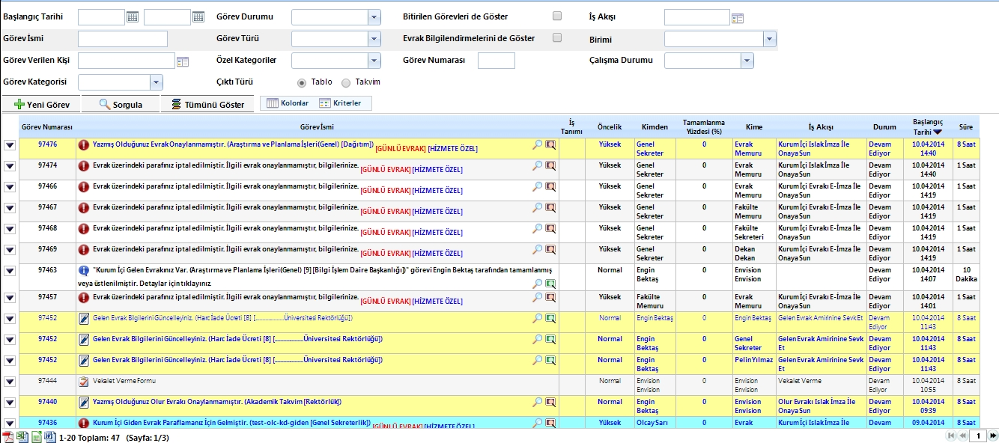 Başlangıç Tarihi Görev Durumu Bitirilen Görevleri de Göster İş Akışı
Görev İsmi Görev Türü Evrak Bilgilendirmelerini de Göster Birimi
Görev Verilen Kişi Özel Kategoriler Görev Numarası Çalışma Durumu
Görev Kategorisi Çıktı Türü Tablo Takvim
Yeni Görev Sorgula Tümünü Göster Kolonlar Kriterler
Görev Numarası Görev İsmi İş Tanımı Öncelik Kimden Tamamlanma Yüzdesi (%) Kime İş Akışı Durum Başlangıç Tarihi Süre
97476 Yazmış Olduğunuz Evrak Onaylanmamıştır. (Araştırma ve Planlama İşleri(Genel) [Dağıtım]) [GÜNLÜ EVRAK] [HİZMETE ÖZEL] Yüksek Genel Sekreter 0 Evrak Memuru Kurum İçi Islak İmza İle Onaya Sun Devam Ediyor 10.04.2014 14:40 8 Saat
97474 Evrak üzerindeki parafınız iptal edilmiştir. İlgili evrak onaylanmamıştır, bilgilerinize. [GÜNLÜ EVRAK] [HİZMETE ÖZEL] Yüksek Genel Sekreter 0 Evrak Memuru Kurum İçi Islak İmza İle Onaya Sun Devam Ediyor 10.04.2014 14:40 1 Saat
97466 Evrak üzerindeki parafınız iptal edilmiştir. İlgili evrak onaylanmamıştır, bilgilerinize. [GÜNLÜ EVRAK] [HİZMETE ÖZEL] Yüksek Genel Sekreter 0 Evrak Memuru Kurum İçi Evrakı E-İmza İle Onaya Sun Devam Ediyor 10.04.2014 14:19 1 Saat
97467 Evrak üzerindeki parafınız iptal edilmiştir. İlgili evrak onaylanmamıştır, bilgilerinize. [GÜNLÜ EVRAK] [HİZMETE ÖZEL] Yüksek Genel Sekreter 0 Fakülte Memuru Kurum İçi Evrakı E-İmza İle Onaya Sun Devam Ediyor 10.04.2014 14:19 1 Saat
97468 Evrak üzerindeki parafınız iptal edilmiştir. İlgili evrak onaylanmamıştır, bilgilerinize. [GÜNLÜ EVRAK] [HİZMETE ÖZEL] Yüksek Genel Sekreter 0 Fakülte Sekreteri Kurum İçi Evrakı E-İmza İle Onaya Sun Devam Ediyor 10.04.2014 14:19 1 Saat
97469 Evrak üzerindeki parafınız iptal edilmiştir. İlgili evrak onaylanmamıştır, bilgilerinize. [GÜNLÜ EVRAK] [HİZMETE ÖZEL] Yüksek Genel Sekreter 0 Dekan Dekan Kurum İçi Evrakı E-İmza İle Onaya Sun Devam Ediyor 10.04.2014 14:19 1 Saat
97463 "Kurum İçi Gelen Evrakınız Var. (Araştırma ve Planlama İşleri(Genel) [9] [Bilgi İşlem Daire Başkanlığı])" görevi Engin Bektaş tarafından tamamlanmış veya üstlenilmiştir. Detaylar için tıklayınız. Normal Engin Bektaş 0 Envision Envision Devam Ediyor 10.04.2014 14:07 10 Dakika
97457 Evrak üzerindeki parafınız iptal edilmiştir. İlgili evrak onaylanmamıştır, bilgilerinize. [GÜNLÜ EVRAK] [HİZMETE ÖZEL] Yüksek Fakülte Memuru 0 Evrak Memuru Kurum İçi Evrakı E-İmza İle Onaya Sun Devam Ediyor 10.04.2014 14:01 1 Saat
97452 Gelen Evrak Bilgilerini Güncelleyiniz. (Harc İade Ücreti [8] [...................Üniversitesi Rektörlüğü]) Normal Engin Bektaş 0 Engin Bektaş Gelen Evrak Amirinine Sevk Et Devam Ediyor 10.04.2014 11:43 8 Saat
97452 Gelen Evrak Bilgilerini Güncelleyiniz. (Harc İade Ücreti [8] [...................Üniversitesi Rektörlüğü]) Normal Engin Bektaş 0 Genel Sekreter Gelen Evrak Amirinine Sevk Et Devam Ediyor 10.04.2014 11:43 8 Saat
97452 Gelen Evrak Bilgilerini Güncelleyiniz. (Harc İade Ücreti [8] [...................Üniversitesi Rektörlüğü]) Normal Engin Bektaş 0 Pelin Yılmaz Gelen Evrak Amirinine Sevk Et Devam Ediyor 10.04.2014 11:43 8 Saat
97444 Vekalet Verme Formu Normal Envision Envision 0 Envision Envision Vekalet Verme Devam Ediyor 10.04.2014 10:55 8 Saat
97440 Yazmış Olduğunuz Olur Evrakı Onaylanmamıştır. (Akademik Takvim [Rektörlük]) Normal Engin Bektaş 0 Envision Envision Olur Evrakı Islak İmza İle Onaya Sun Devam Ediyor 10.04.2014 09:39 8 Saat
97436 Kurum İçi Giden Evrak Paraflamanız İçin Gelmiştir. (test-olc-kd-giden [Genel Sekreterlik]) [GÜNLÜ EVRAK] [HİZMETE ÖZEL] Yüksek Olcay Sarı 0 Evrak Kurum İçi Islak İmza İle Devam 09.04.2014 8 Saat
1-20 Toplam: 47 (Sayfa: 1/3) 1